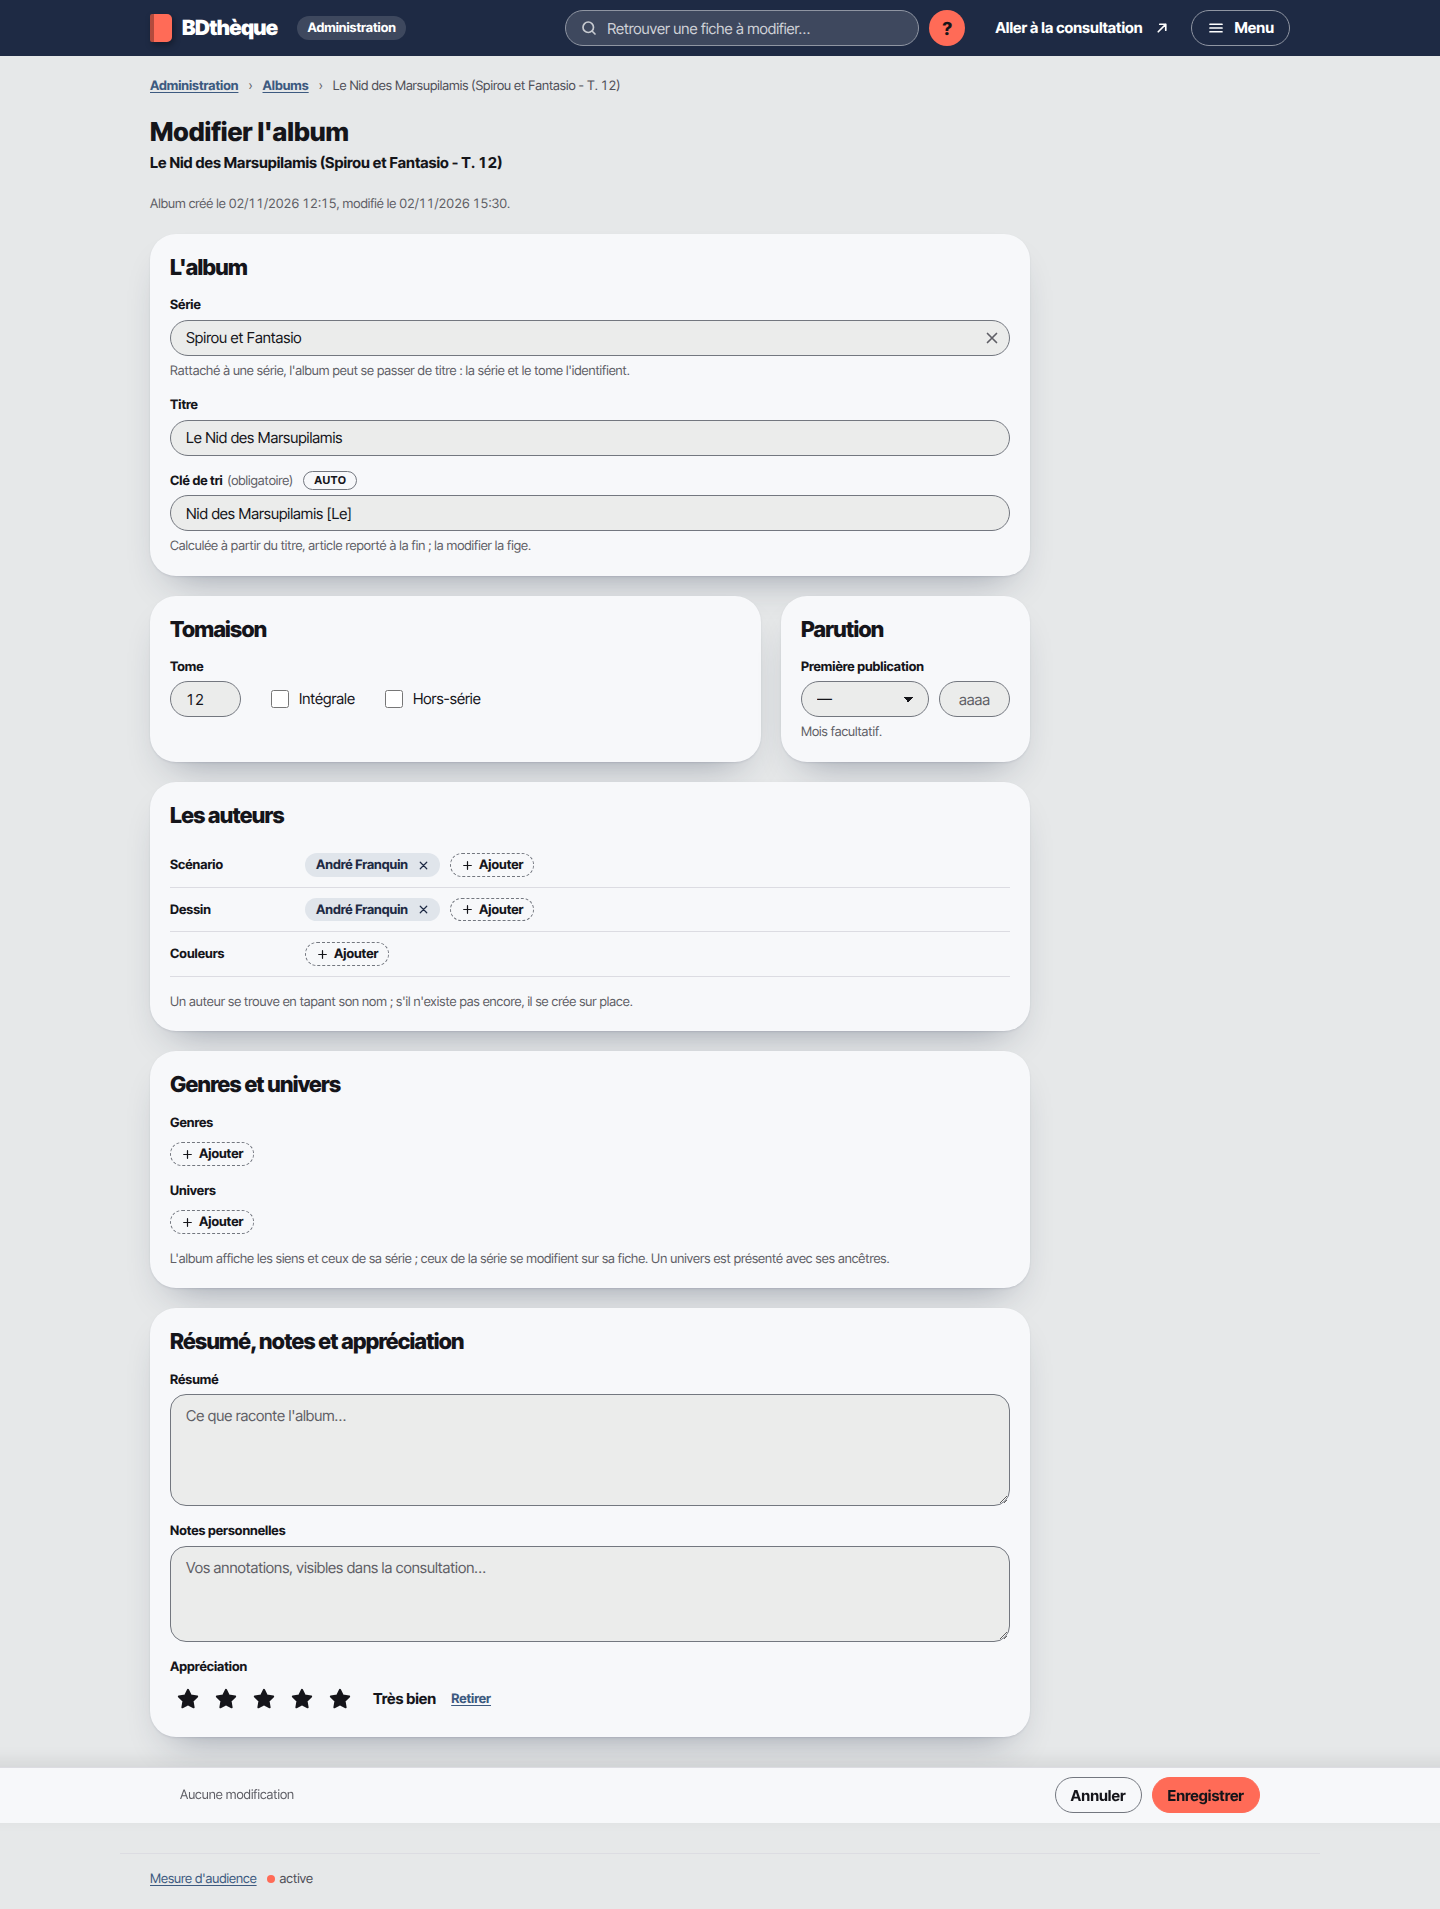 BDthèque
Administration
Retrouver une fiche à modifier...
?
Aller à la consultation
Menu
Administration › Albums › Le Nid des Marsupilamis (Spirou et Fantasio - T. 12)
Modifier l'album
Le Nid des Marsupilamis (Spirou et Fantasio - T. 12)
Album créé le 02/11/2026 12:15, modifié le 02/11/2026 15:30.
L'album
Série
Spirou et Fantasio
Rattaché à une série, l'album peut se passer de titre : la série et le tome l'identifient.
Titre
Le Nid des Marsupilamis
Clé de tri (obligatoire) AUTO
Nid des Marsupilamis [Le]
Calculée à partir du titre, article reporté à la fin ; la modifier la fige.
Tomaison
Tome
12
Intégrale
Hors-série
Parution
Première publication
—
aaaa
Mois facultatif.
Les auteurs
Scénario André Franquin Ajouter
Dessin André Franquin Ajouter
Couleurs Ajouter
Un auteur se trouve en tapant son nom ; s'il n'existe pas encore, il se crée sur place.
Genres et univers
Genres
Ajouter
Univers
Ajouter
L'album affiche les siens et ceux de sa série ; ceux de la série se modifient sur sa fiche. Un univers est présenté avec ses ancêtres.
Résumé, notes et appréciation
Résumé
Ce que raconte l'album...
Notes personnelles
Vos annotations, visibles dans la consultation...
Appréciation
Très bien Retirer
Aucune modification
Annuler
Enregistrer
Mesure d'audience active